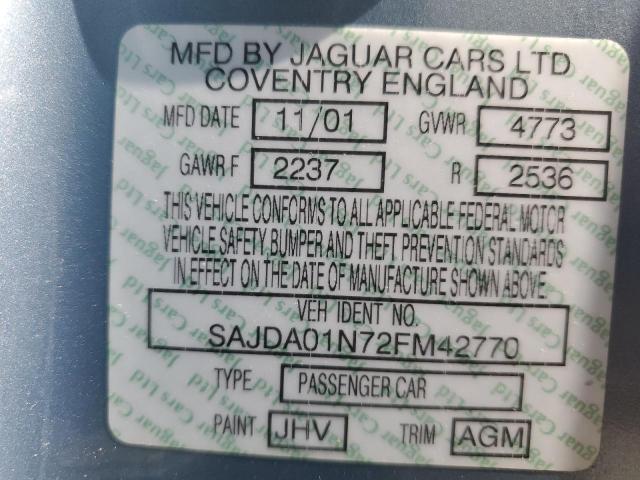 MFD BY JAGUAR CARS LTD
COVENTRY ENGLAND
MFD DATE 11/01 GVWR 4773
GAWR F 2237 R 2536
THIS VEHICLE CONFORMS TO ALL APPLICABLE FEDERAL MOTOR
VEHICLE SAFETY, BUMPER AND THEFT PREVENTION STANDARDS
IN EFFECT ON THE DATE OF MANUFACTURE SHOWN ABOVE.
VEH IDENT NO.
SAJDA01N72FM42770
TYPE PASSENGER CAR
PAINT JHV TRIM AGM